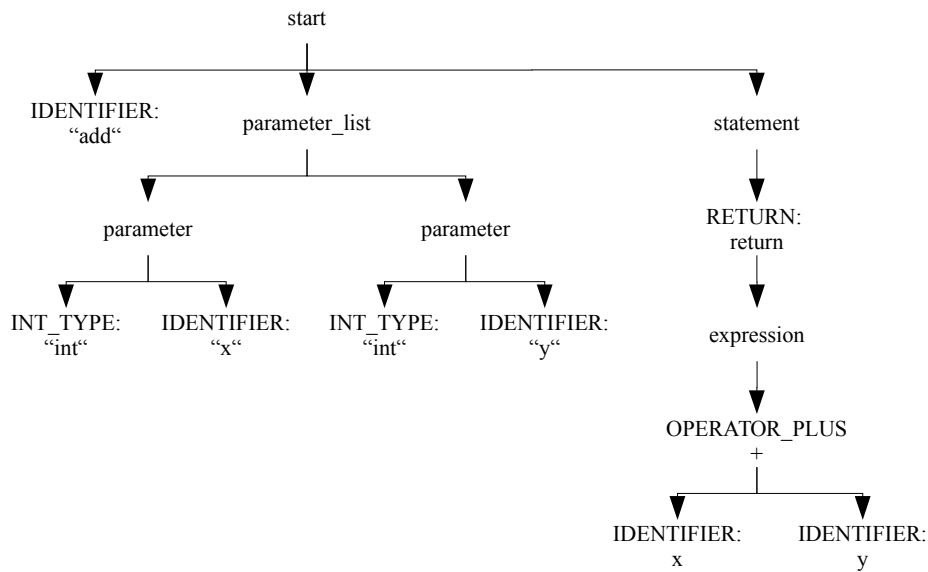 start
IDENTIFIER:
“add“
parameter_list
statement
parameter
parameter
RETURN:
return
INT_TYPE:
“int“
IDENTIFIER:
“x“
INT_TYPE:
“int“
IDENTIFIER:
“y“
expression
OPERATOR_PLUS
+
IDENTIFIER:
x
IDENTIFIER:
y